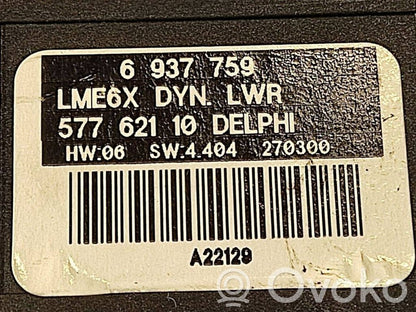 6 937 759
LME6X DYN. LWR
577 621 10 DELPHI
HW:06 SW:4.404 270300
A22129
Ovoko